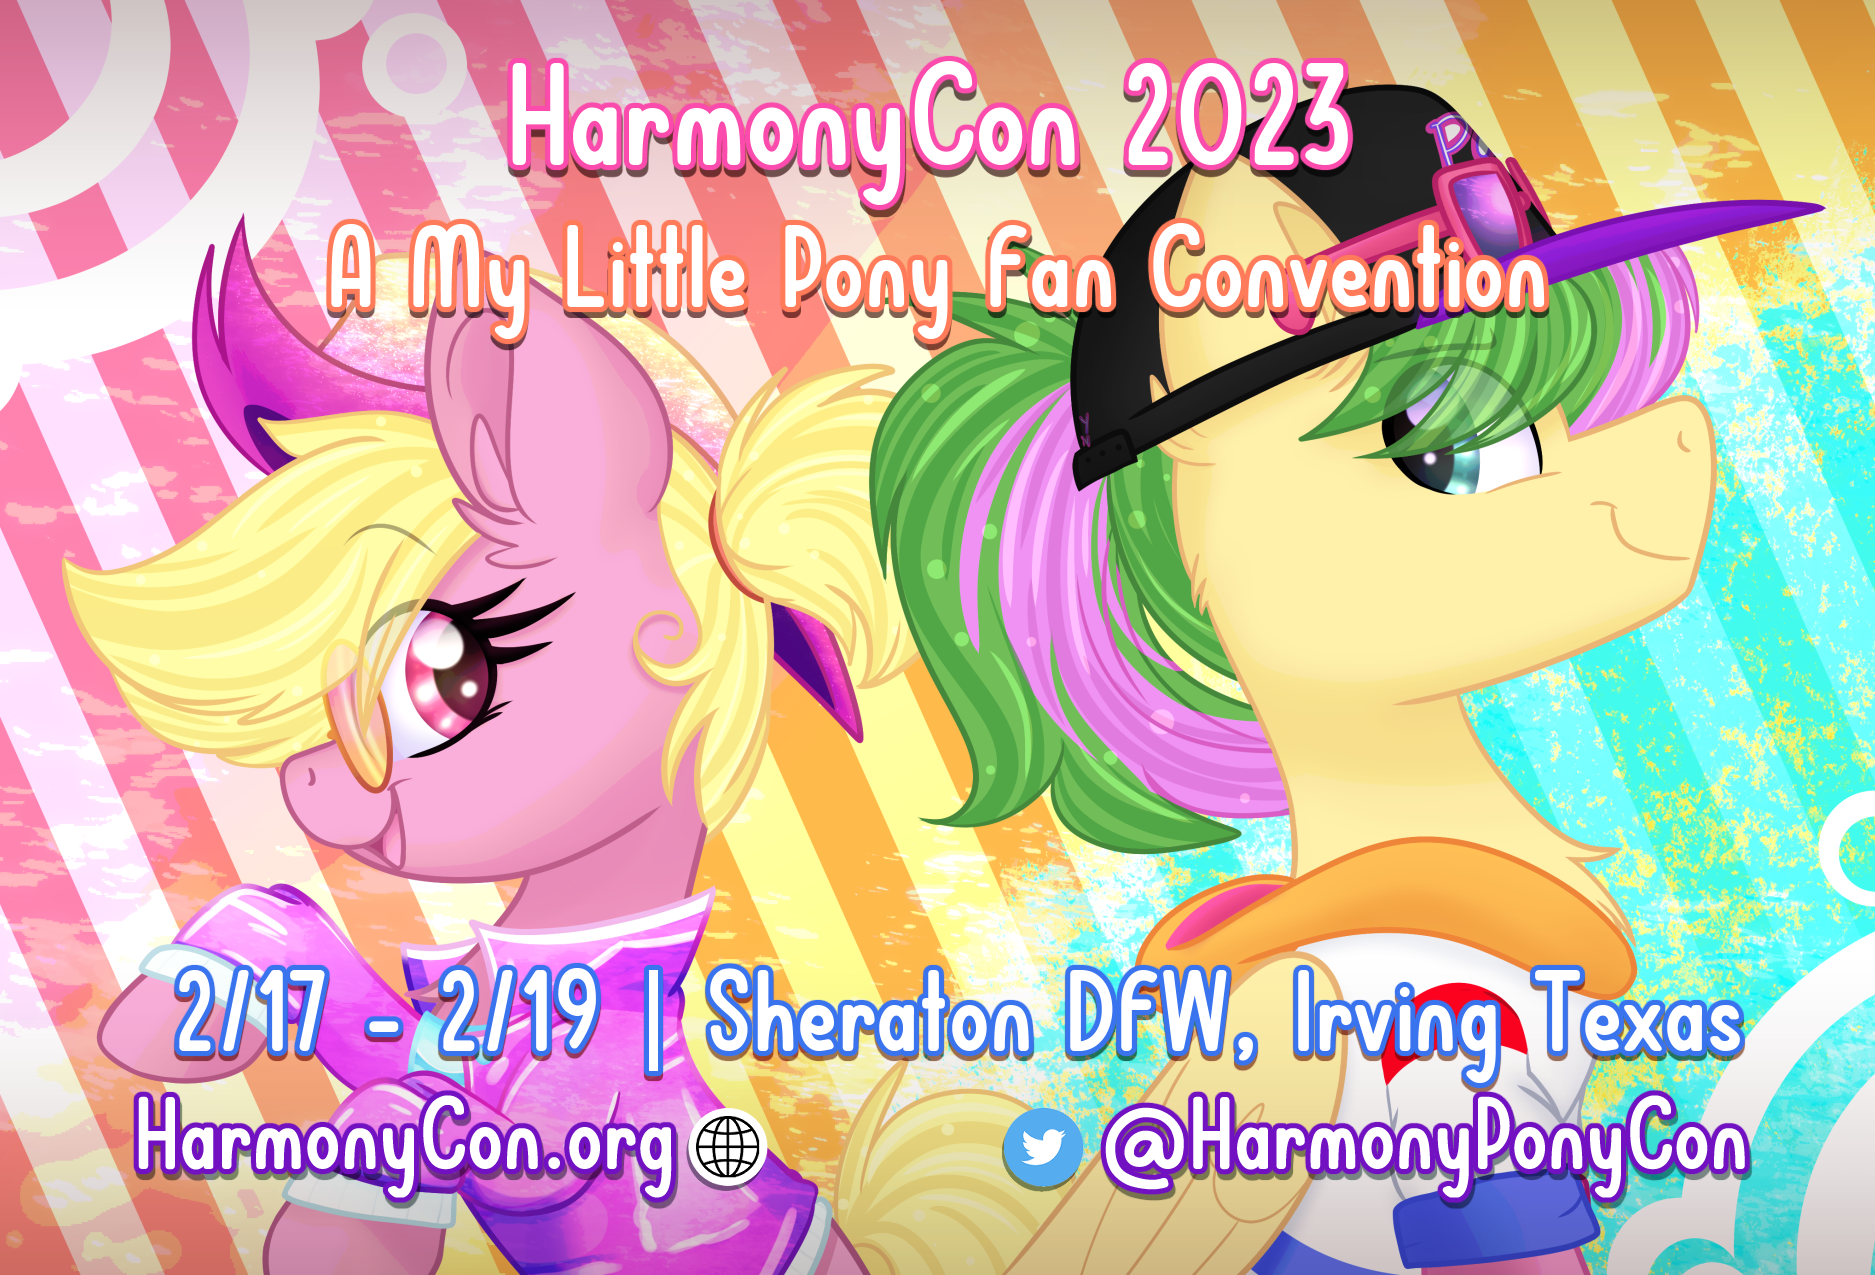 HarmonyCon 2023
A My Little Pony Fan Convention
2/17 - 2/19 | Sheraton DFW, Irving Texas
HarmonyCon.org
@HarmonyPonyCon